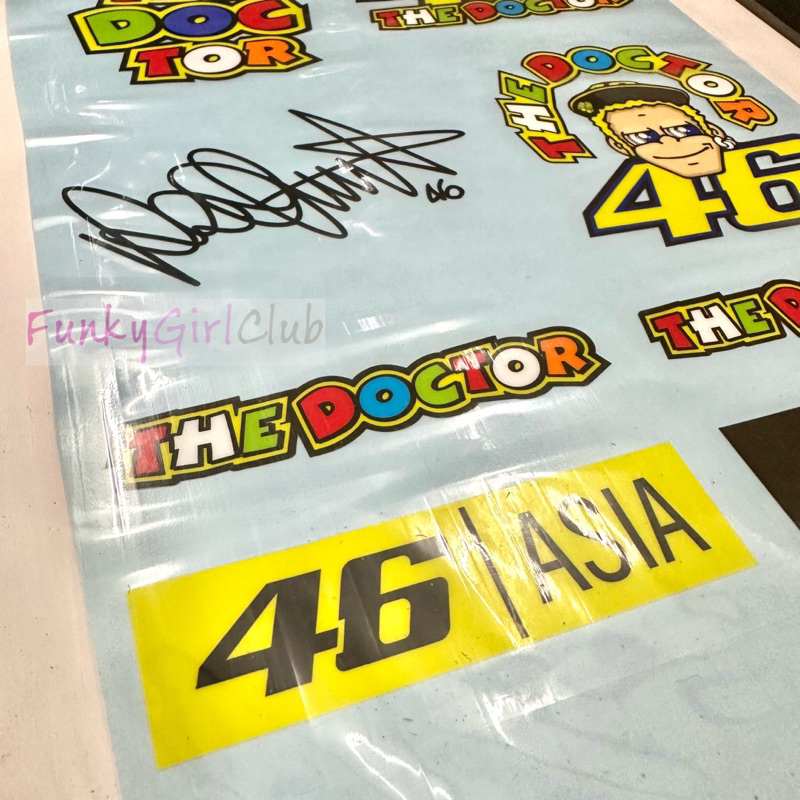 DOC
TOR
THE DOCTOR
THE DOCTOR
46
46
FunkyGirlClub
THE D
THE DOCTOR
46|ASIA